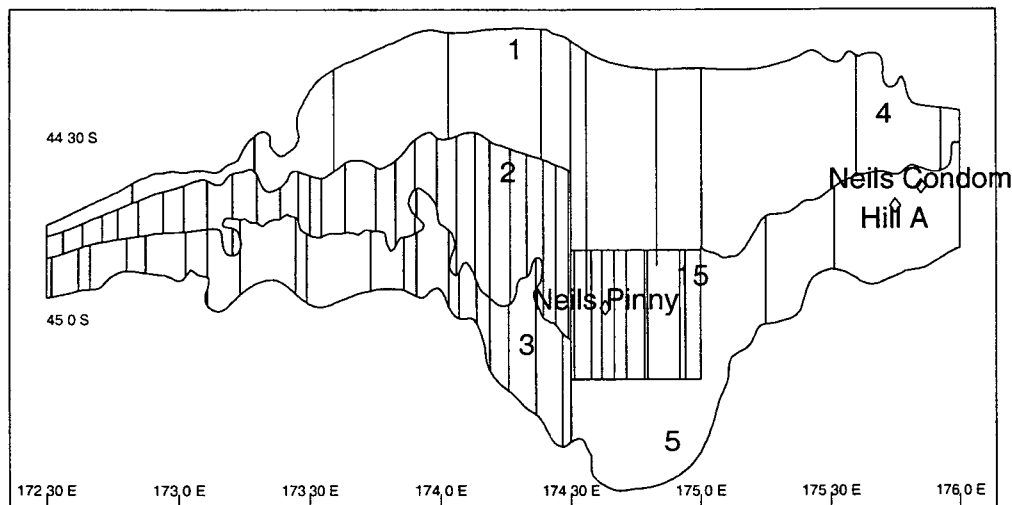 1
4
44 30 S
2
Neils Condom
Hill A
15
Neils Pinny
45 0 S
3
5
172 30 E 173 0 E 173 30 E 174 0 E 174 30 E 175 0 E 175 30 E 176 0 E